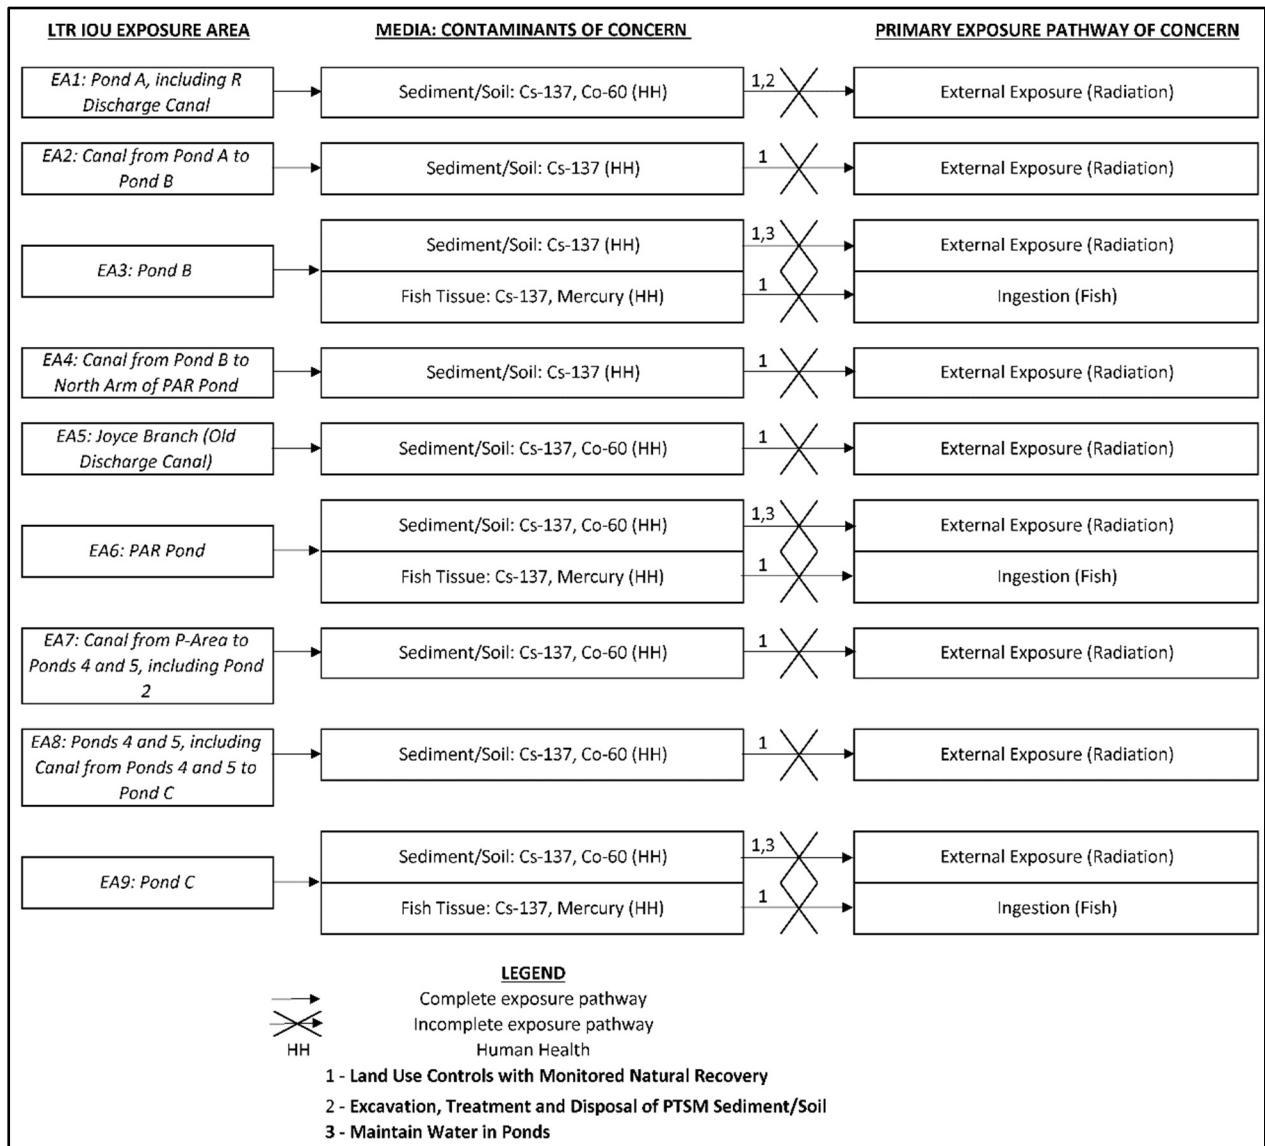 LTR IOU EXPOSURE AREA
MEDIA: CONTAMINANTS OF CONCERN
PRIMARY EXPOSURE PATHWAY OF CONCERN
EA1: Pond A, including R
Discharge Canal
Sediment/Soil: Cs-137, Co-60 (HH)
1,2
External Exposure (Radiation)
EA2: Canal from Pond A to
Pond B
Sediment/Soil: Cs-137 (HH)
1
External Exposure (Radiation)
EA3: Pond B
Sediment/Soil: Cs-137 (HH)
1,3
External Exposure (Radiation)
Fish Tissue: Cs-137, Mercury (HH)
1
Ingestion (Fish)
EA4: Canal from Pond B to
North Arm of PAR Pond
Sediment/Soil: Cs-137 (HH)
1
External Exposure (Radiation)
EA5: Joyce Branch (Old
Discharge Canal)
Sediment/Soil: Cs-137, Co-60 (HH)
1
External Exposure (Radiation)
EA6: PAR Pond
Sediment/Soil: Cs-137, Co-60 (HH)
1,3
External Exposure (Radiation)
Fish Tissue: Cs-137, Mercury (HH)
1
Ingestion (Fish)
EA7: Canal from P-Area to
Ponds 4 and 5, including Pond
2
Sediment/Soil: Cs-137, Co-60 (HH)
1
External Exposure (Radiation)
EA8: Ponds 4 and 5, including
Canal from Ponds 4 and 5 to
Pond C
Sediment/Soil: Cs-137, Co-60 (HH)
1
External Exposure (Radiation)
EA9: Pond C
Sediment/Soil: Cs-137, Co-60 (HH)
1,3
External Exposure (Radiation)
Fish Tissue: Cs-137, Mercury (HH)
1
Ingestion (Fish)
LEGEND
Complete exposure pathway
Incomplete exposure pathway
HH Human Health
1 - Land Use Controls with Monitored Natural Recovery
2 - Excavation, Treatment and Disposal of PTSM Sediment/Soil
3 - Maintain Water in Ponds